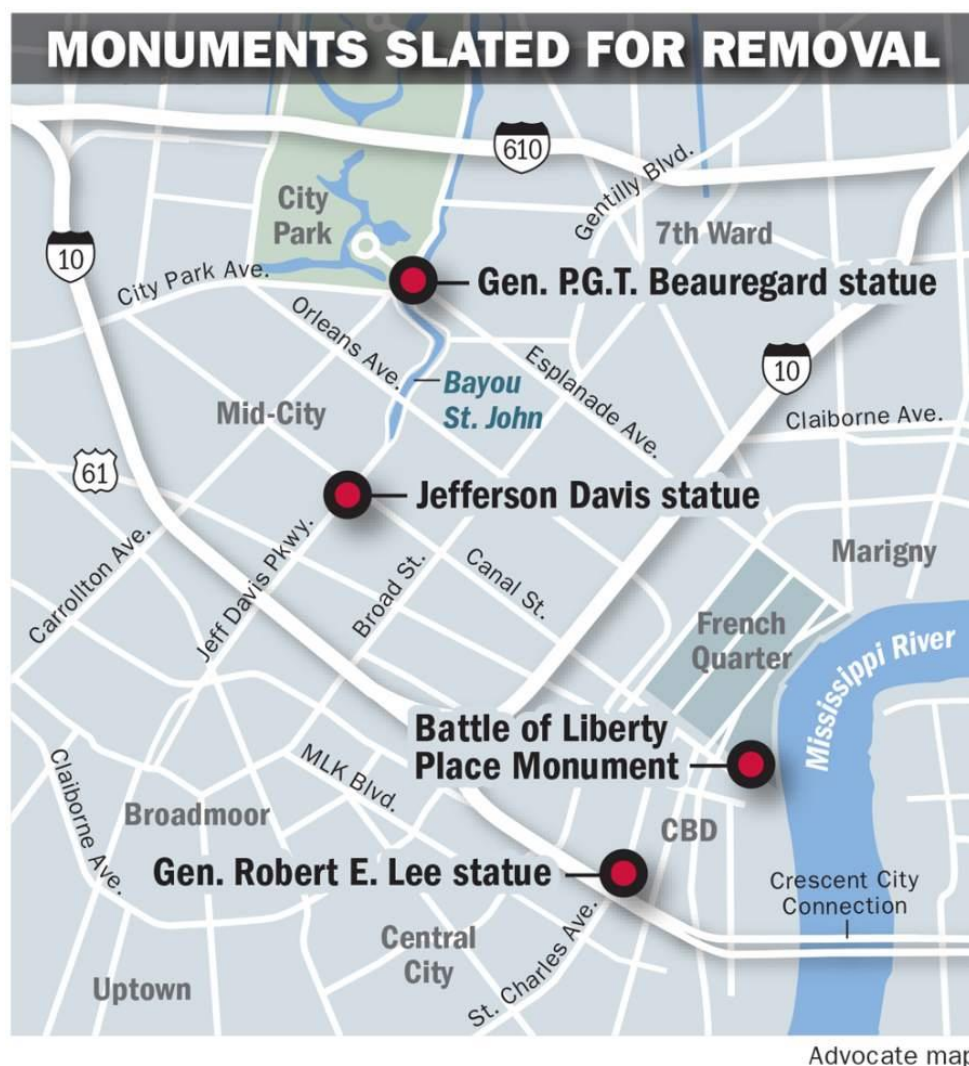 MONUMENTS SLATED FOR REMOVAL
610
Gentilly Blvd.
City
Park
7th Ward
10
City Park Ave.
Gen. P.G.T. Beauregard statue
Orleans Ave.
Esplanade Ave.
10
Bayou
St. John
Mid-City
Claiborne Ave.
61
Jefferson Davis statue
Carrollton Ave.
Jeff Davis Pkwy.
Broad St.
Canal St.
Marigny
French
Quarter
Mississippi River
Battle of Liberty
Place Monument
MLK Blvd.
Claiborne Ave.
Broadmoor
CBD
Gen. Robert E. Lee statue
Crescent City
Connection
Central
City
St. Charles Ave.
Uptown
Advocate map